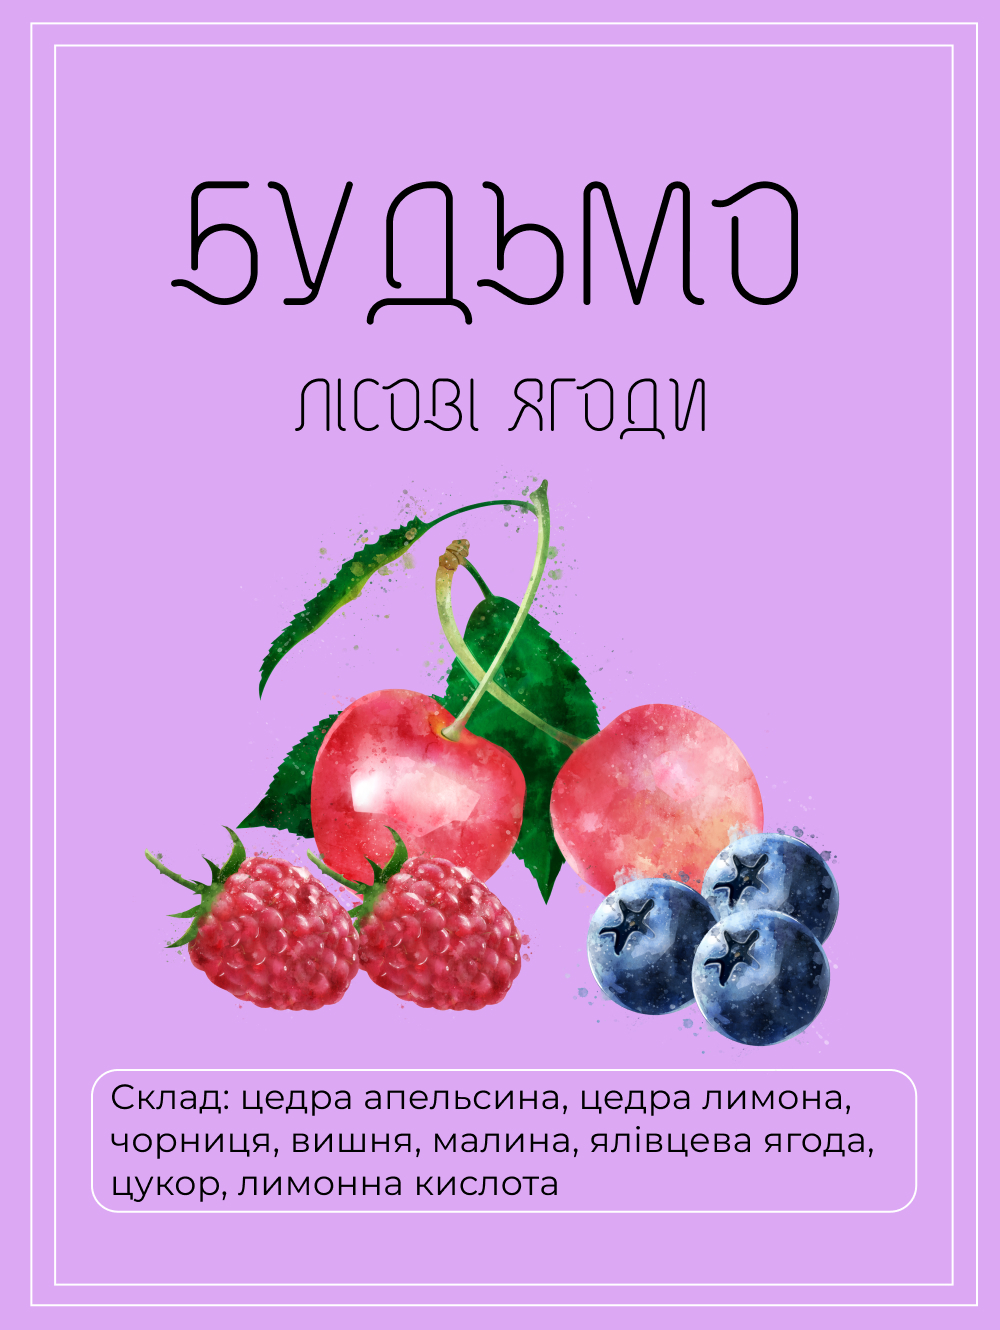 БУДЬМО
ЛІСОВІ ЯГОДИ
Склад: цедра апельсина, цедра лимона,
чорниця, вишня, малина, ялівцева ягода,
цукор, лимонна кислота